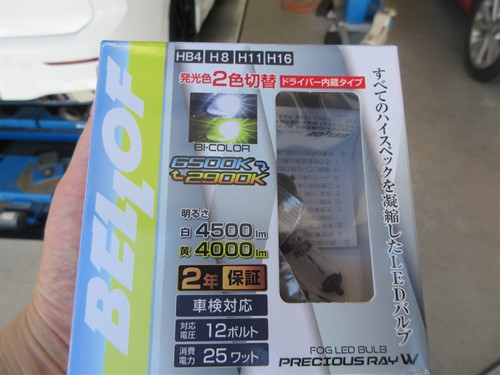 HB4 H8 H11 H16
発光色2色切替
ドライバー内蔵タイプ
BI-COLOR
6500K
2900K
明るさ
白 4500lm
黄 4000lm
2年 保証
車検対応
対応電圧 12ボルト
消費電力 25ワット
すべてのハイスペックを凝縮したLEDバルブ
FOG LED BULB
PRECIOUS RAY W
BELLOF